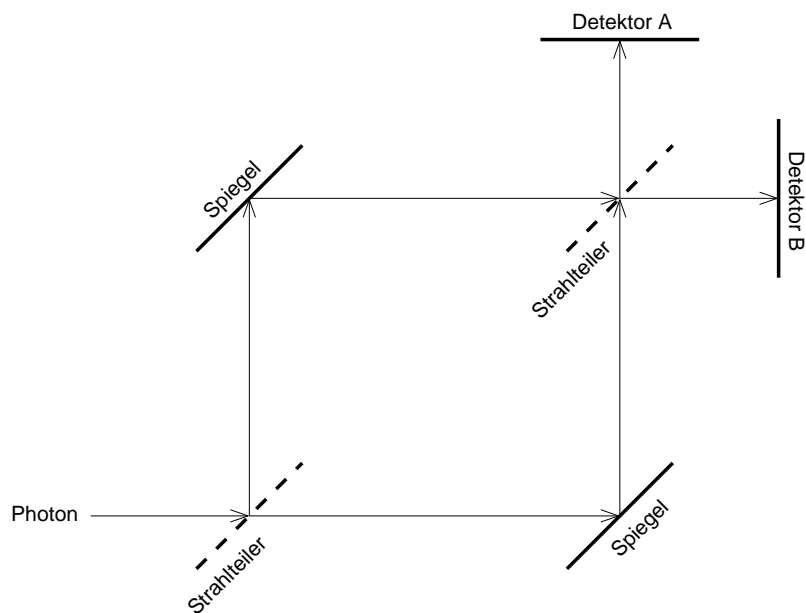 Detektor A
Spiegel
Detektor B
Strahlteiler
Photon
Strahlteiler
Spiegel